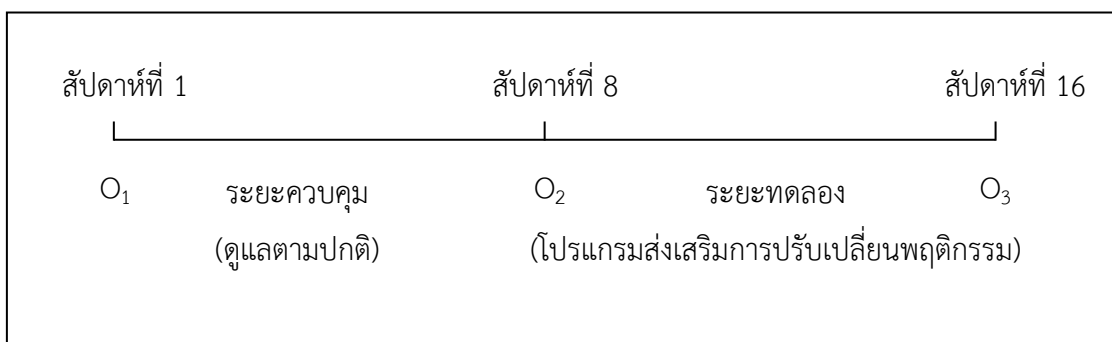 สัปดาห์ที่ 1 สัปดาห์ที่ 8 สัปดาห์ที่ 16
O₁ ระยะควบคุม O₂ ระยะทดลอง O₃
(ดูแลตามปกติ) (โปรแกรมส่งเสริมการปรับเปลี่ยนพฤติกรรม)